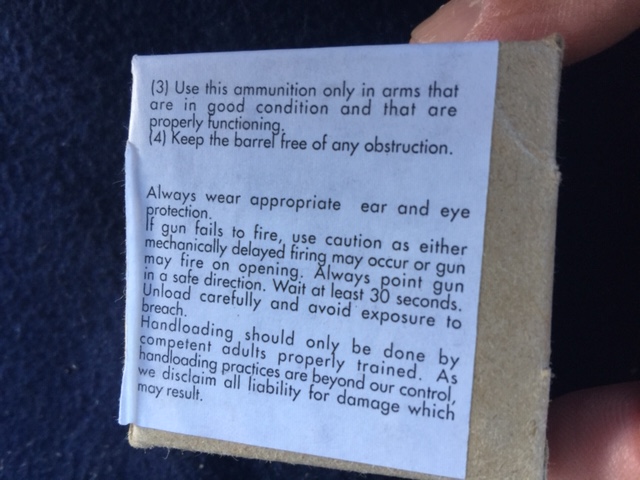 (3) Use this ammunition only in arms that
are in good condition and that are
properly functioning.
(4) Keep the barrel free of any obstruction.
Always wear appropriate ear and eye
protection.
If gun fails to fire, use caution as either
mechanically delayed firing may occur or gun
may fire on opening. Always point gun
in a safe direction. Wait at least 30 seconds.
Unload carefully and avoid exposure to
breach.
Handloading should only be done by
competent adults properly trained. As
handloading practices are beyond our control,
we disclaim all liability for damage which
may result.